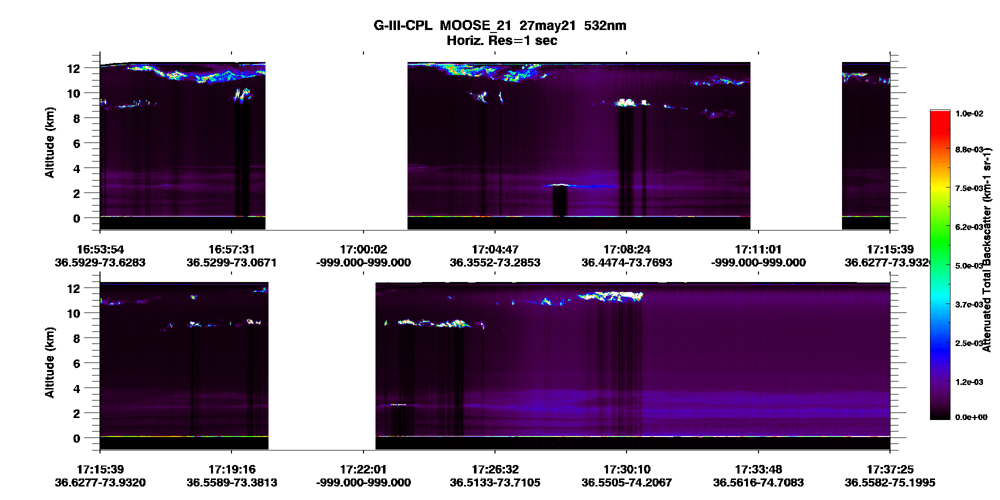 G-III-CPL MOOSE_21 27may21 532nm
Horiz. Res=1 sec
Altitude (km)
12
10
8
6
4
2
0
16:53:54 16:57:31 17:00:02 17:04:47 17:08:24 17:11:01 17:15:39
36.5929-73.6283 36.5299-73.0671 -999.000-999.000 36.3552-73.2853 36.4474-73.7693 -999.000-999.000 36.6277-73.932
Altitude (km)
12
10
8
6
4
2
0
17:15:39 17:19:16 17:22:01 17:26:32 17:30:10 17:33:48 17:37:25
36.6277-73.9320 36.5589-73.3813 -999.000-999.000 36.5133-73.7105 36.5505-74.2067 36.5616-74.7083 36.5582-75.1995
1.0e-02
8.8e-03
7.5e-03
6.2e-03
5.0e-03
3.7e-03
2.5e-03
1.2e-03
0.0e+00
Attenuated Total Backscatter (km-1 sr-1)